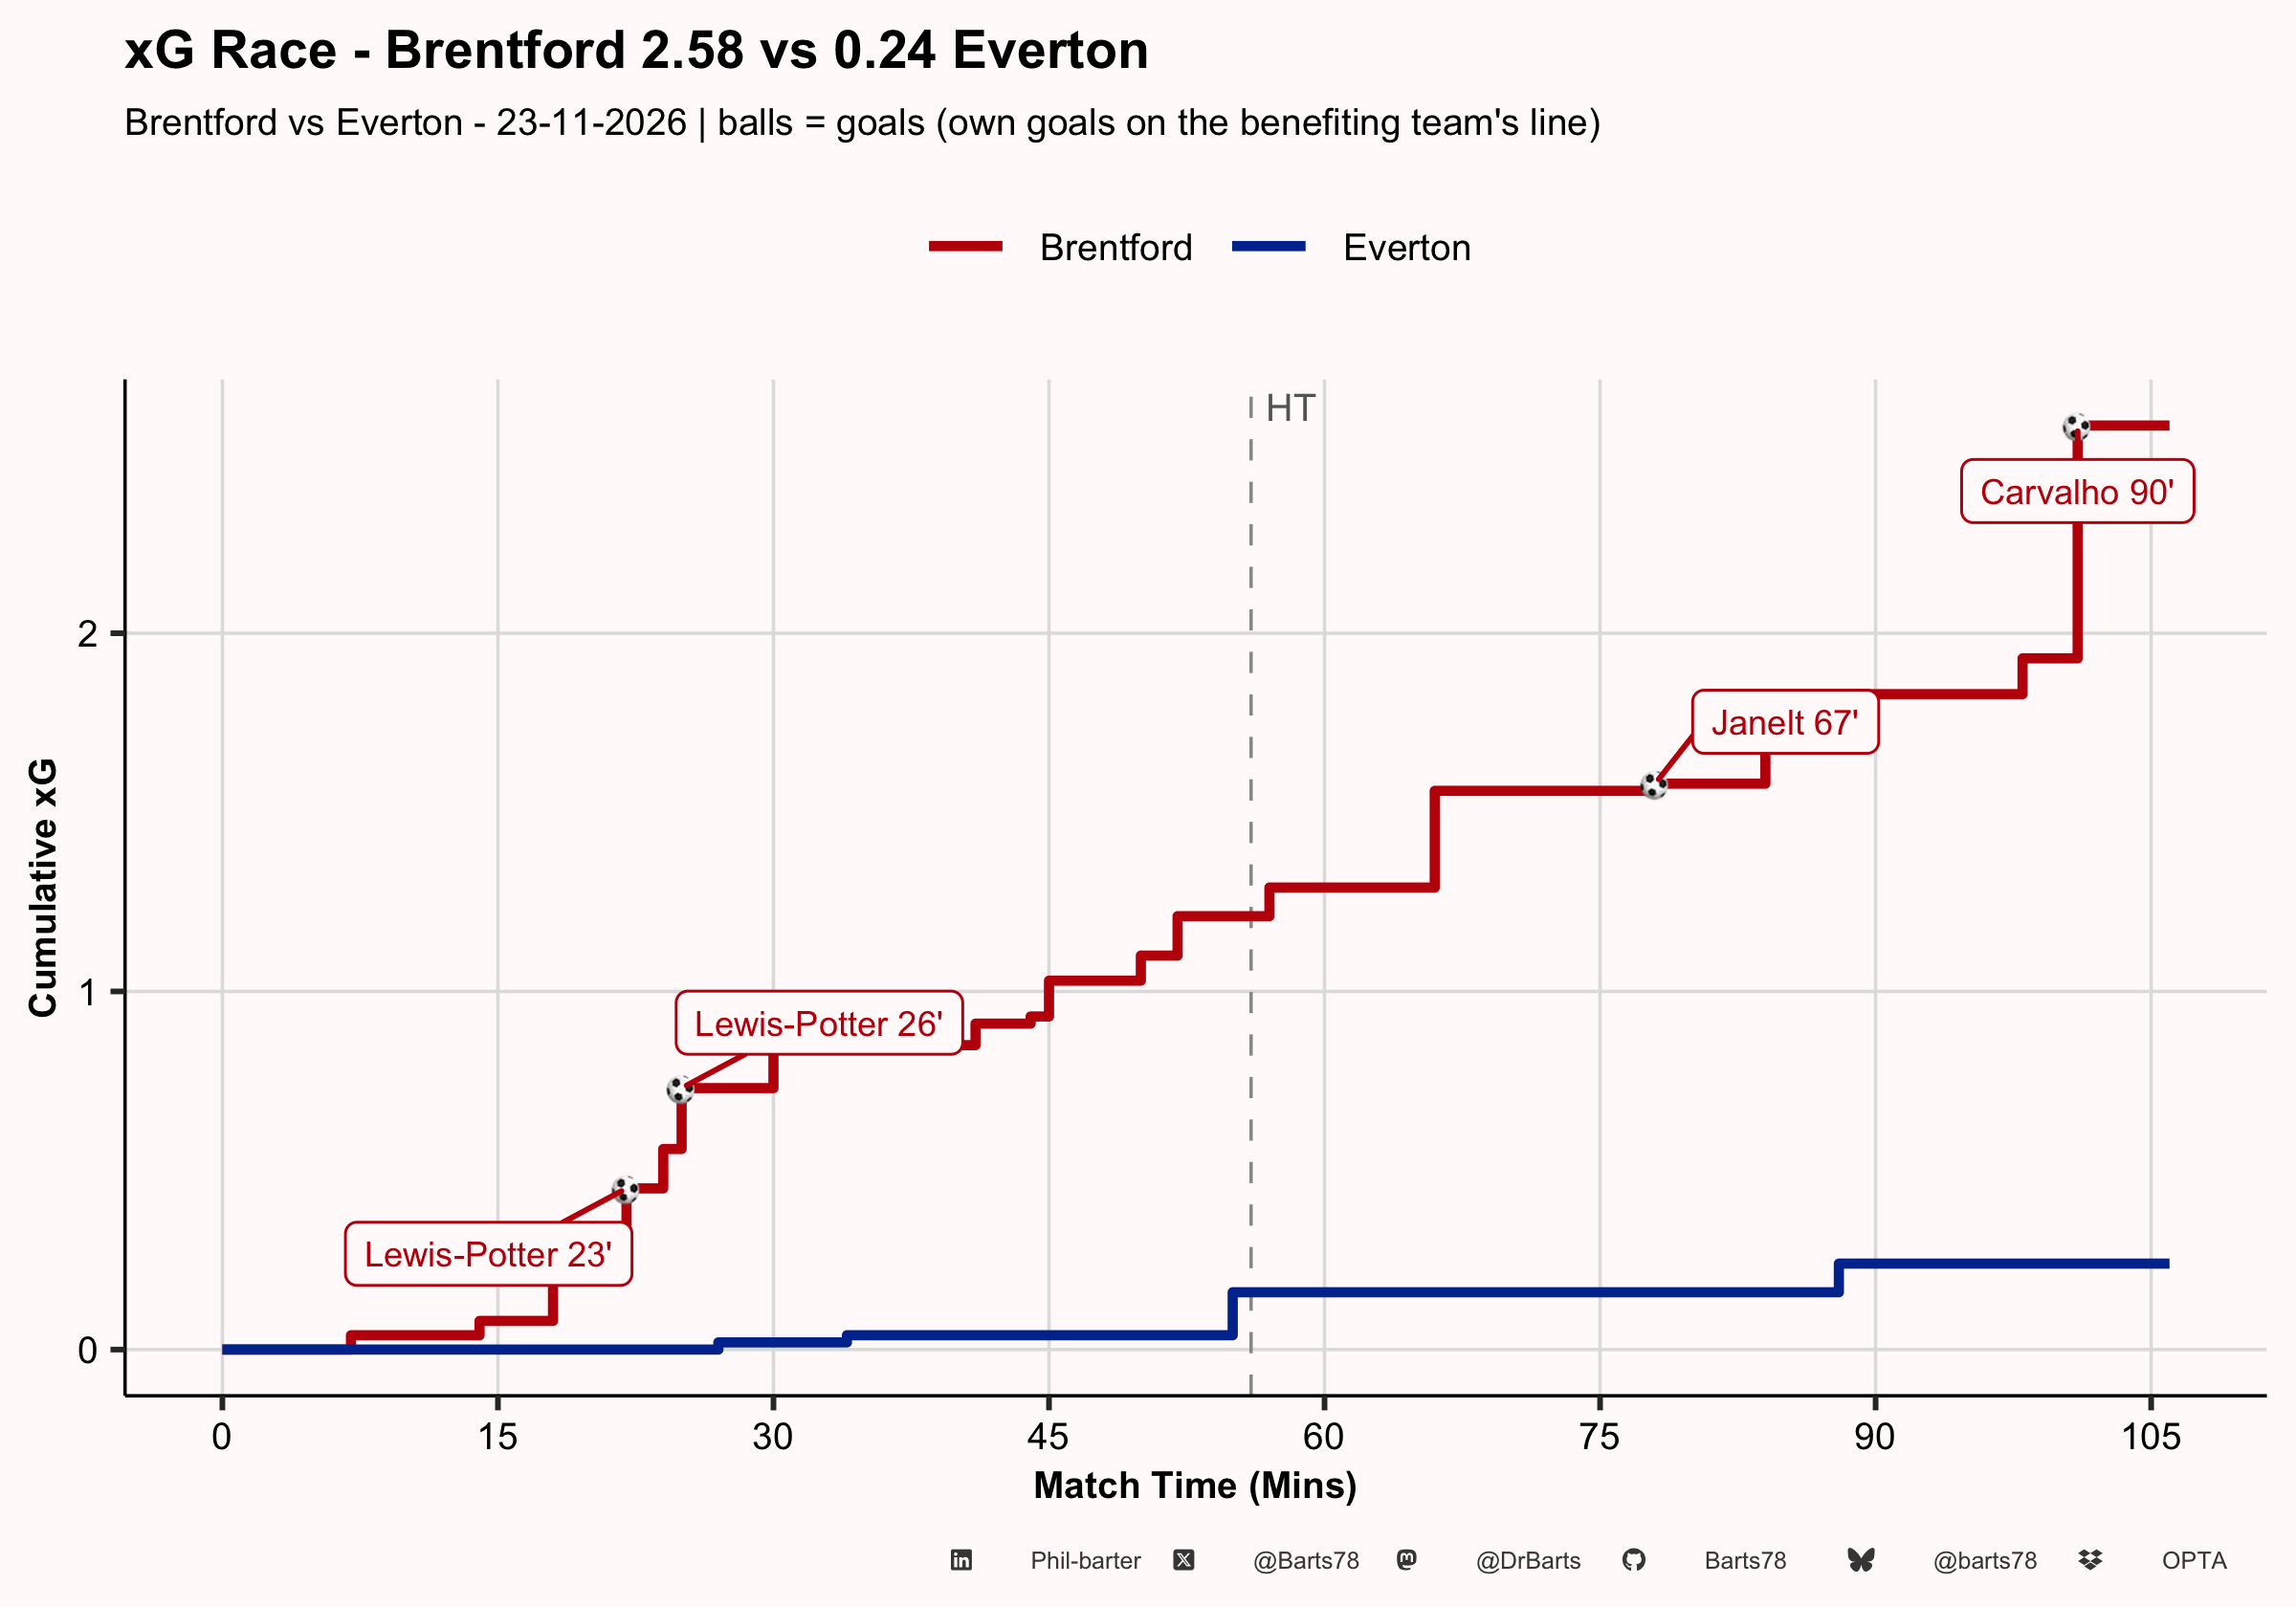 xG Race - Brentford 2.58 vs 0.24 Everton
Brentford vs Everton - 23-11-2026 | balls = goals (own goals on the benefiting team's line)
Brentford
Everton
HT
Carvalho 90'
Janelt 67'
Lewis-Potter 26'
Lewis-Potter 23'
Cumulative xG
2
1
0
0 15 30 45 60 75 90 105
Match Time (Mins)
Phil-barter @Barts78 @DrBarts Barts78 @barts78 OPTA